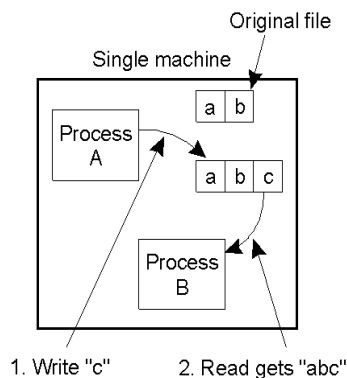 Original file
Single machine
a b
Process
A
a b c
Process
B
1. Write "c"
2. Read gets "abc"